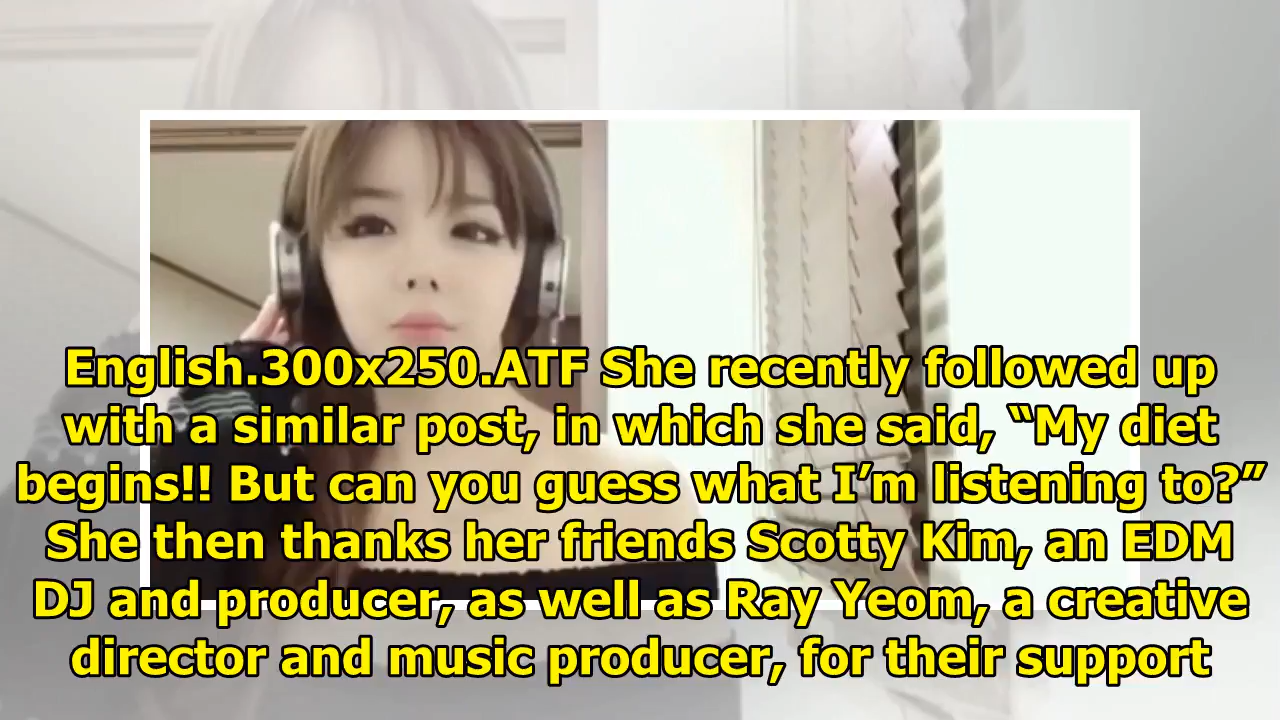 English.300x250.ATF She recently followed up
with a similar post, in which she said, “My diet
begins!! But can you guess what I’m listening to?”
She then thanks her friends Scotty Kim, an EDM
DJ and producer, as well as Ray Yeom, a creative
director and music producer, for their support